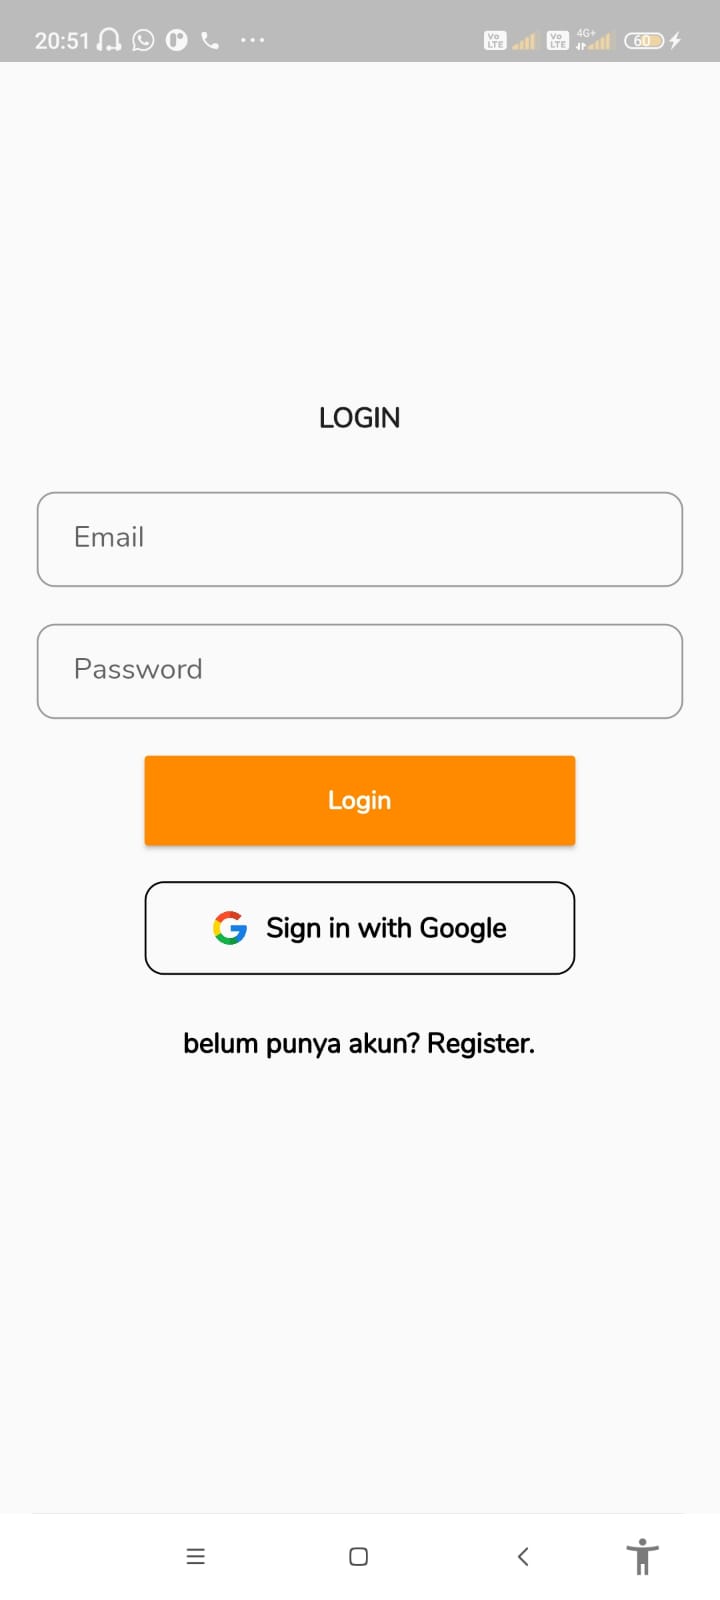 20:51 Vo LTE Vo LTE 4G+ 60
LOGIN
Email
Password
Login
Sign in with Google
belum punya akun? Register.